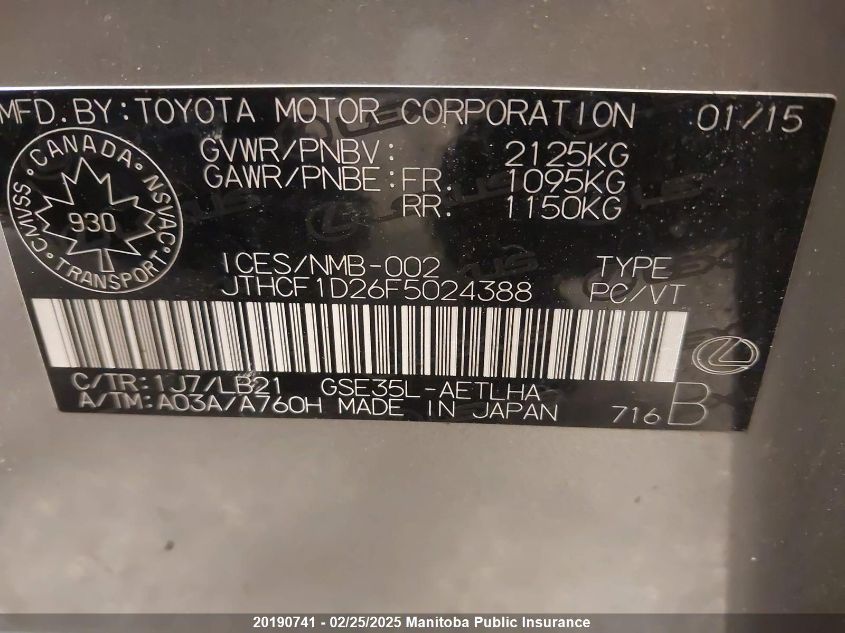 MFD. BY: TOYOTA MOTOR CORPORATION 01/15
GVWR/PNBV: 2125KG
GAWR/PNBE: FR: 1095KG
RR: 1150KG
CANADA
CMVSS 930 NSVAC
TRANSPORT
ICES/NMB-002 TYPE
JTHCF1D26F5024388 PC/VT
C/TR: 1J7/LB21 GSE35L-AETLHA
A/TM: A03A/A760H MADE IN JAPAN 716B
20190741 - 02/25/2025 Manitoba Public Insurance